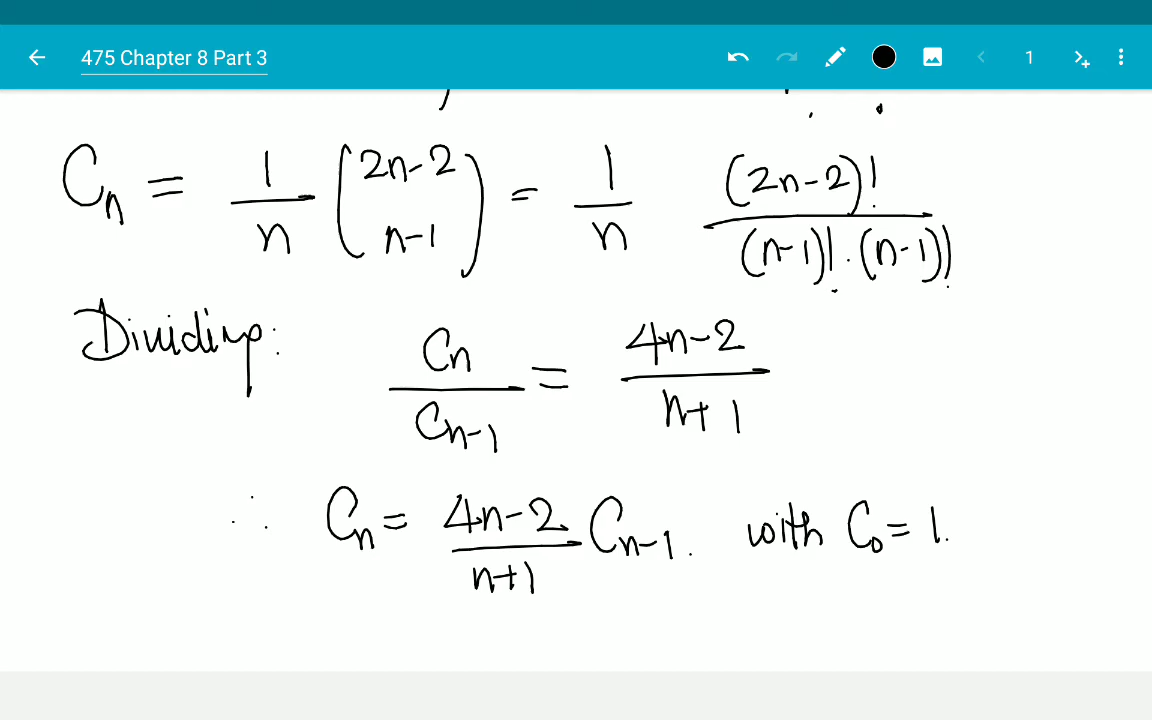 475 Chapter 8 Part 3
1
C_n = 1/n (2n-2 choose n-1) = 1/n (2n-2)!/((n-1)!.(n-1)!)
Dividing: C_n/C_{n-1} = (4n-2)/(n+1)
∴ C_n = (4n-2)/(n+1) C_{n-1}. with C_0 = 1.